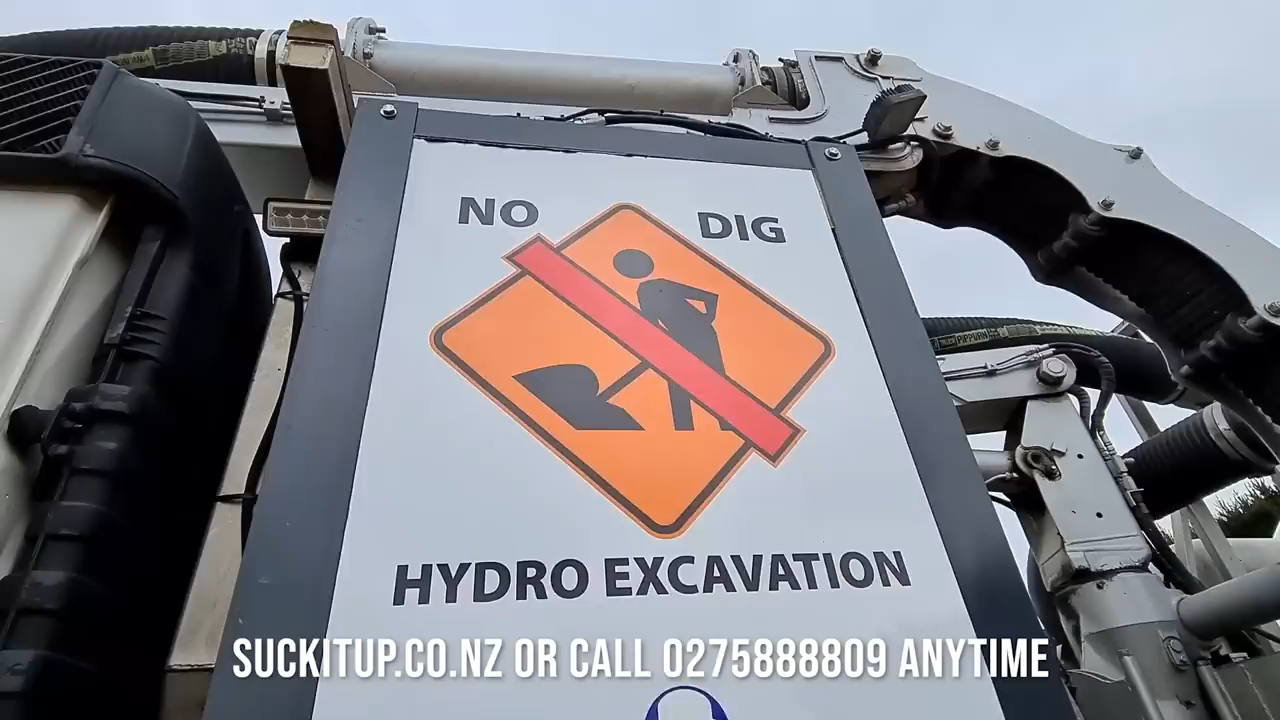 NO DIG
HYDRO EXCAVATION
SUCKITUP.CO.NZ OR CALL 0275888809 ANYTIME